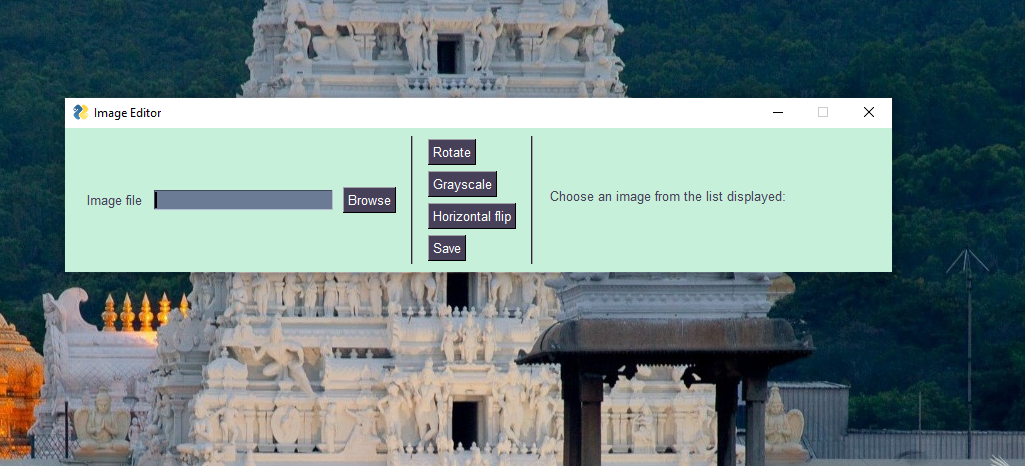 Image Editor
Image file
Browse
Rotate
Grayscale
Horizontal flip
Save
Choose an image from the list displayed: